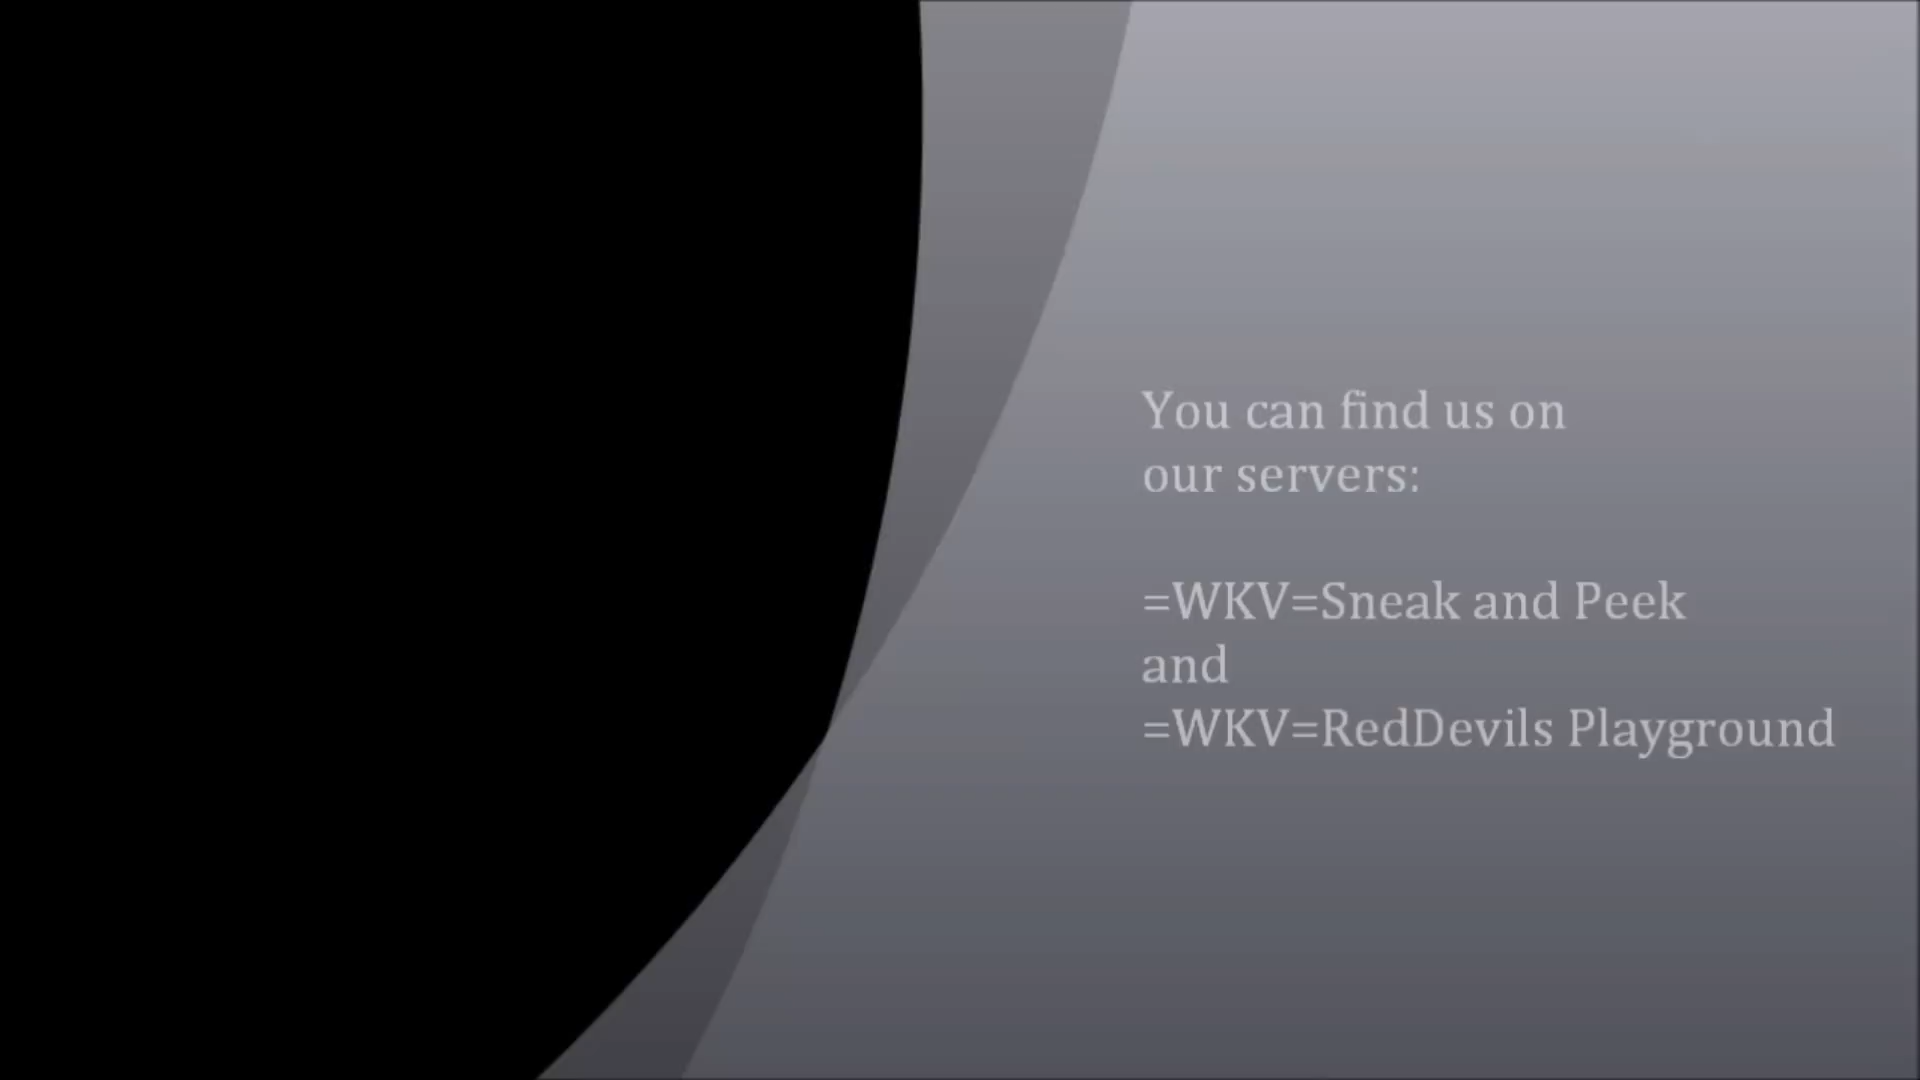 You can find us on
our servers:
=WKV=Sneak and Peek
and
=WKV=RedDevils Playground